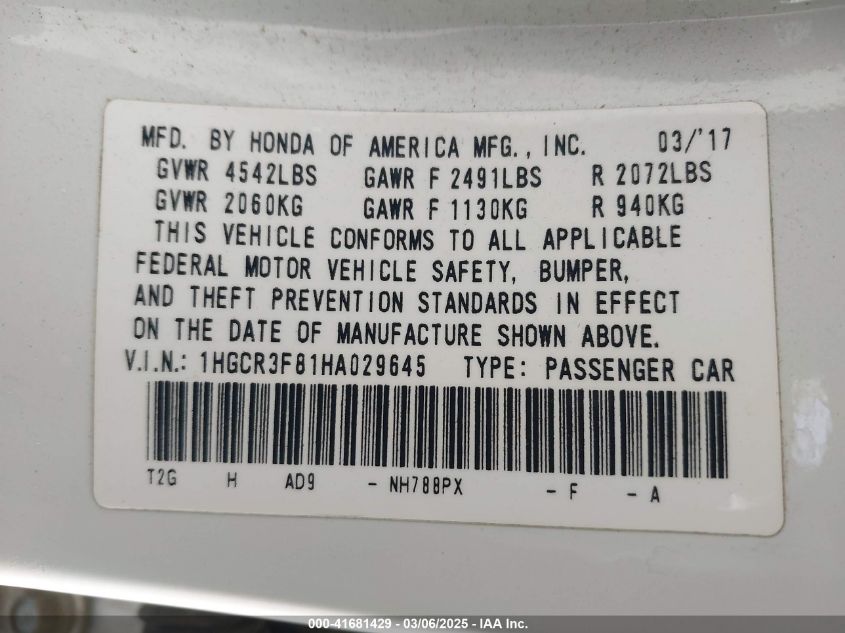 MFD. BY HONDA OF AMERICA MFG., INC. 03/'17
GVWR 4542LBS GAWR F 2491LBS R 2072LBS
GVWR 2060KG GAWR F 1130KG R 940KG
THIS VEHICLE CONFORMS TO ALL APPLICABLE
FEDERAL MOTOR VEHICLE SAFETY, BUMPER,
AND THEFT PREVENTION STANDARDS IN EFFECT
ON THE DATE OF MANUFACTURE SHOWN ABOVE.
V.I.N.: 1HGCR3F81HA029645 TYPE: PASSENGER CAR
T2G H AD9 - NH788PX - F - A
000-41681429 - 03/06/2025 - IAA Inc.